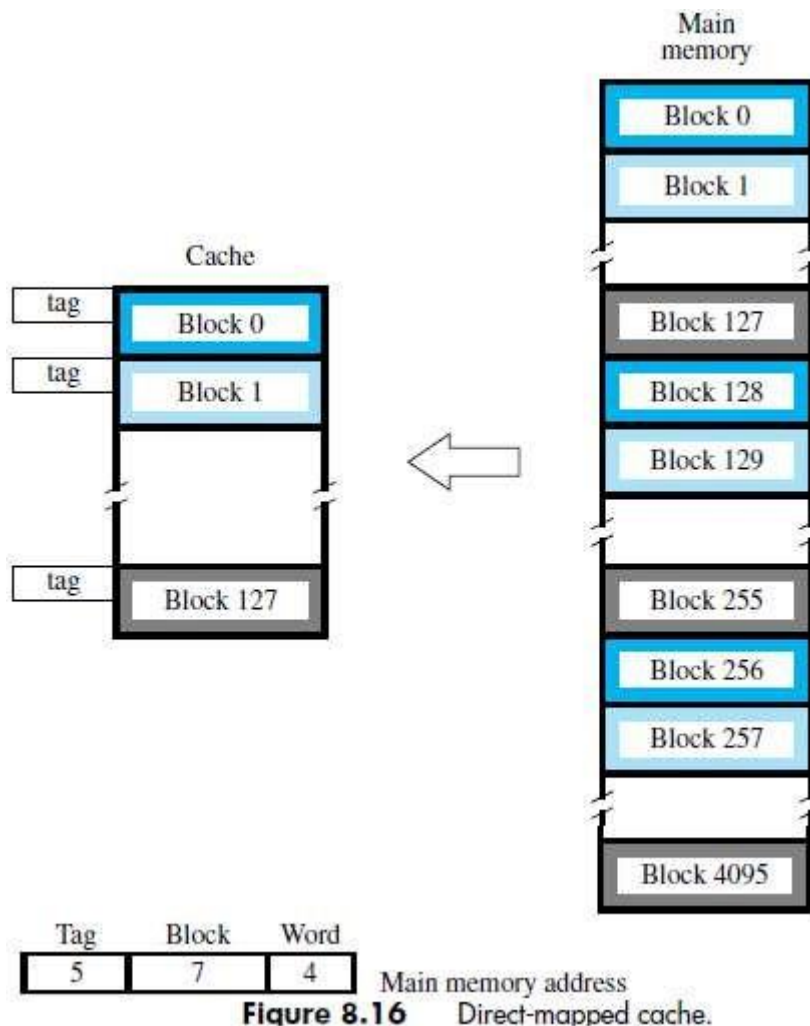 Main
memory
Block 0
Block 1
Cache
tag
Block 0
Block 127
tag
Block 1
Block 128
Block 129
tag
Block 127
Block 255
Block 256
Block 257
Block 4095
Tag Block Word
5 7 4 Main memory address
Figure 8.16 Direct-mapped cache.